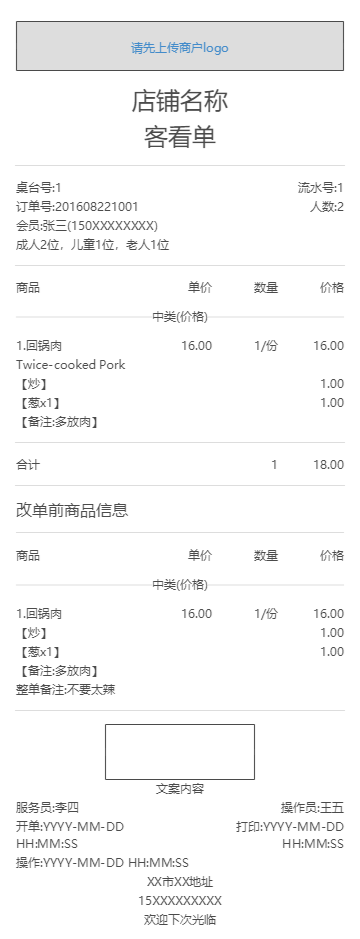 请先上传商户logo
店铺名称
客看单
桌台号:1 流水号:1
订单号:201608221001 人数:2
会员:张三(150XXXXXXXX)
成人2位，儿童1位，老人1位
商品 单价 数量 价格
中类(价格)
1.回锅肉 16.00 1/份 16.00
Twice-cooked Pork
【炒】 1.00
【葱x1】 1.00
【备注:多放肉】
合计 1 18.00
改单前商品信息
商品 单价 数量 价格
中类(价格)
1.回锅肉 16.00 1/份 16.00
【炒】 1.00
【葱x1】 1.00
【备注:多放肉】
整单备注:不要太辣
文案内容
服务员:李四 操作员:王五
开单:YYYY-MM-DD 打印:YYYY-MM-DD
HH:MM:SS HH:MM:SS
操作:YYYY-MM-DD HH:MM:SS
XX市XX地址
15XXXXXXXXX
欢迎下次光临